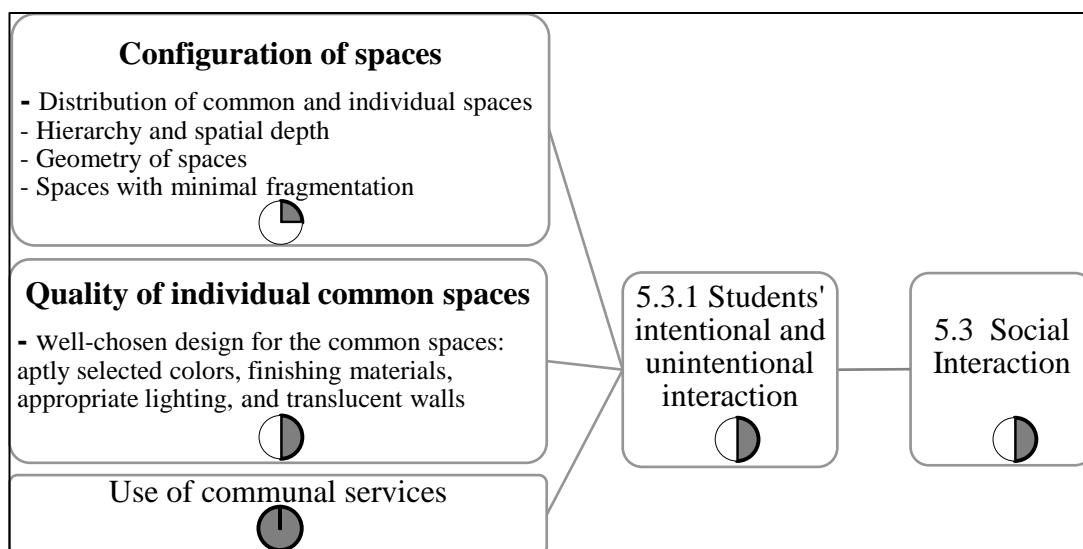 Configuration of spaces
- Distribution of common and individual spaces
- Hierarchy and spatial depth
- Geometry of spaces
- Spaces with minimal fragmentation
Quality of individual common spaces
- Well-chosen design for the common spaces:
aptly selected colors, finishing materials,
appropriate lighting, and translucent walls
Use of communal services
5.3.1 Students'
intentional and
unintentional
interaction
5.3 Social
Interaction